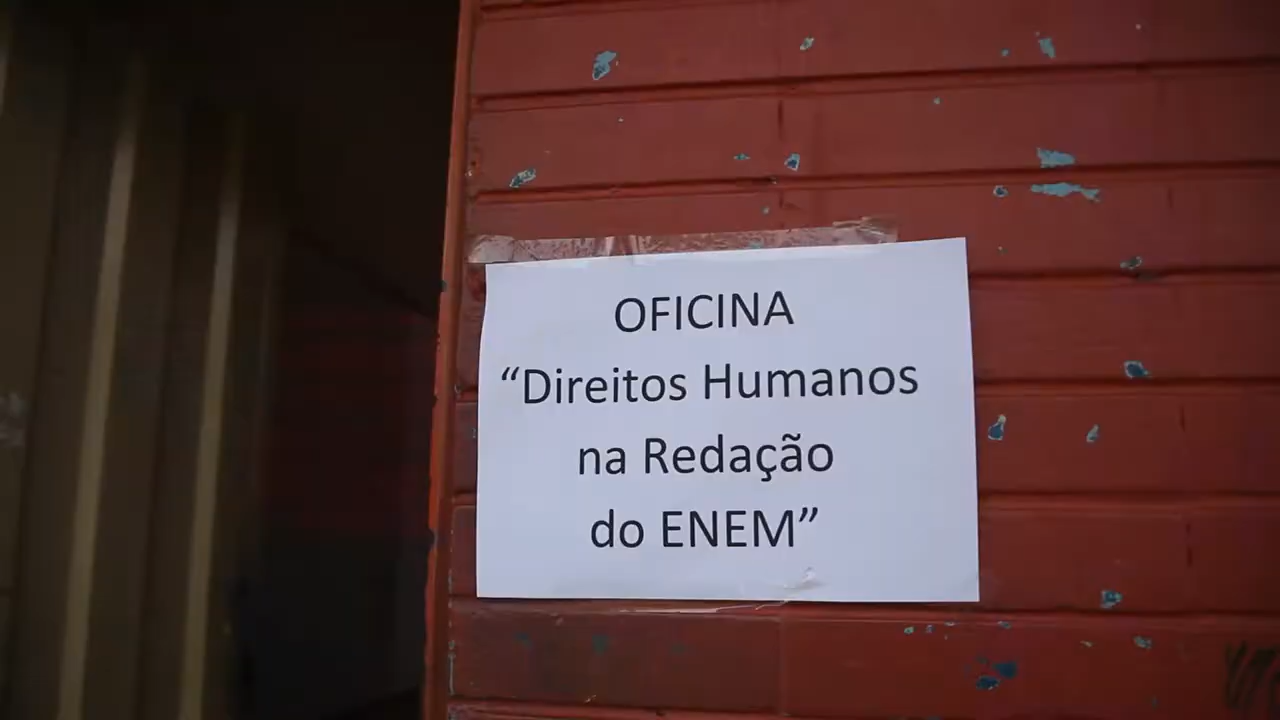 OFICINA
“Direitos Humanos
na Redação
do ENEM”